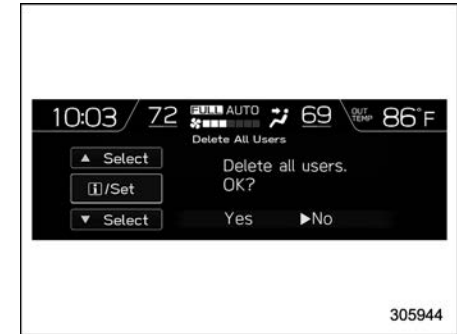 10:03 72 FULL AUTO 69 OUT TEMP 86°F
Delete All Users
▲ Select
Delete all users.
i/Set
OK?
▼ Select
Yes ▶No
305944